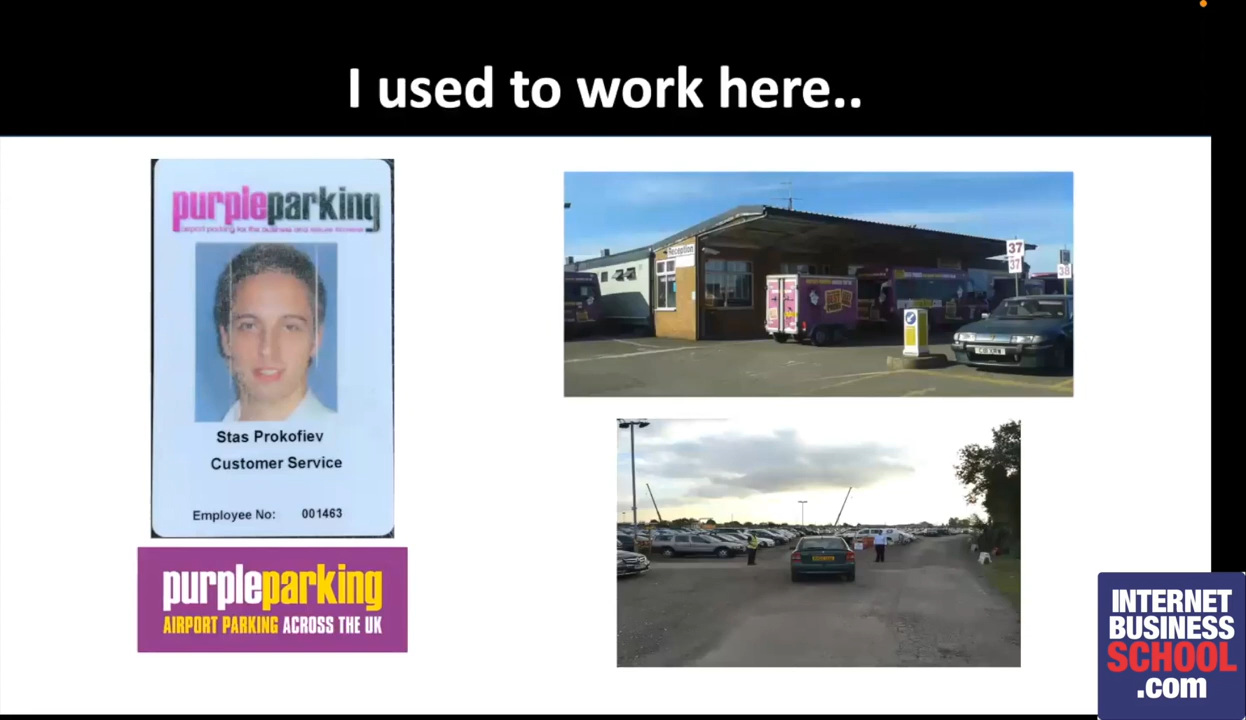 I used to work here..
purpleparking
Stas Prokofiev
Customer Service
Employee No: 001463
purpleparking
AIRPORT PARKING ACROSS THE UK
Reception
37
37
38
INTERNET
BUSINESS
SCHOOL
.com